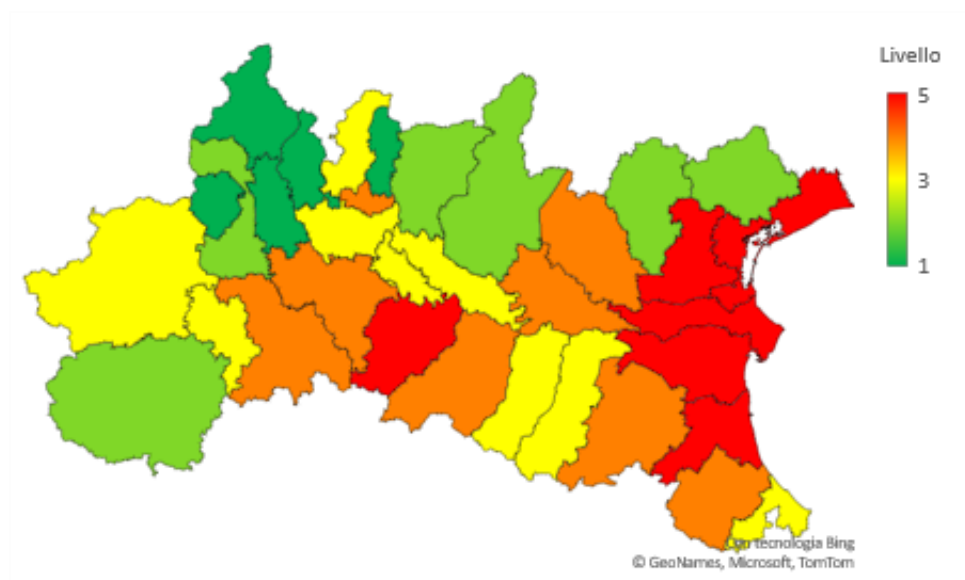 Livello
5
3
1
Con tecnologia Bing
© GeoNames, Microsoft, TomTom